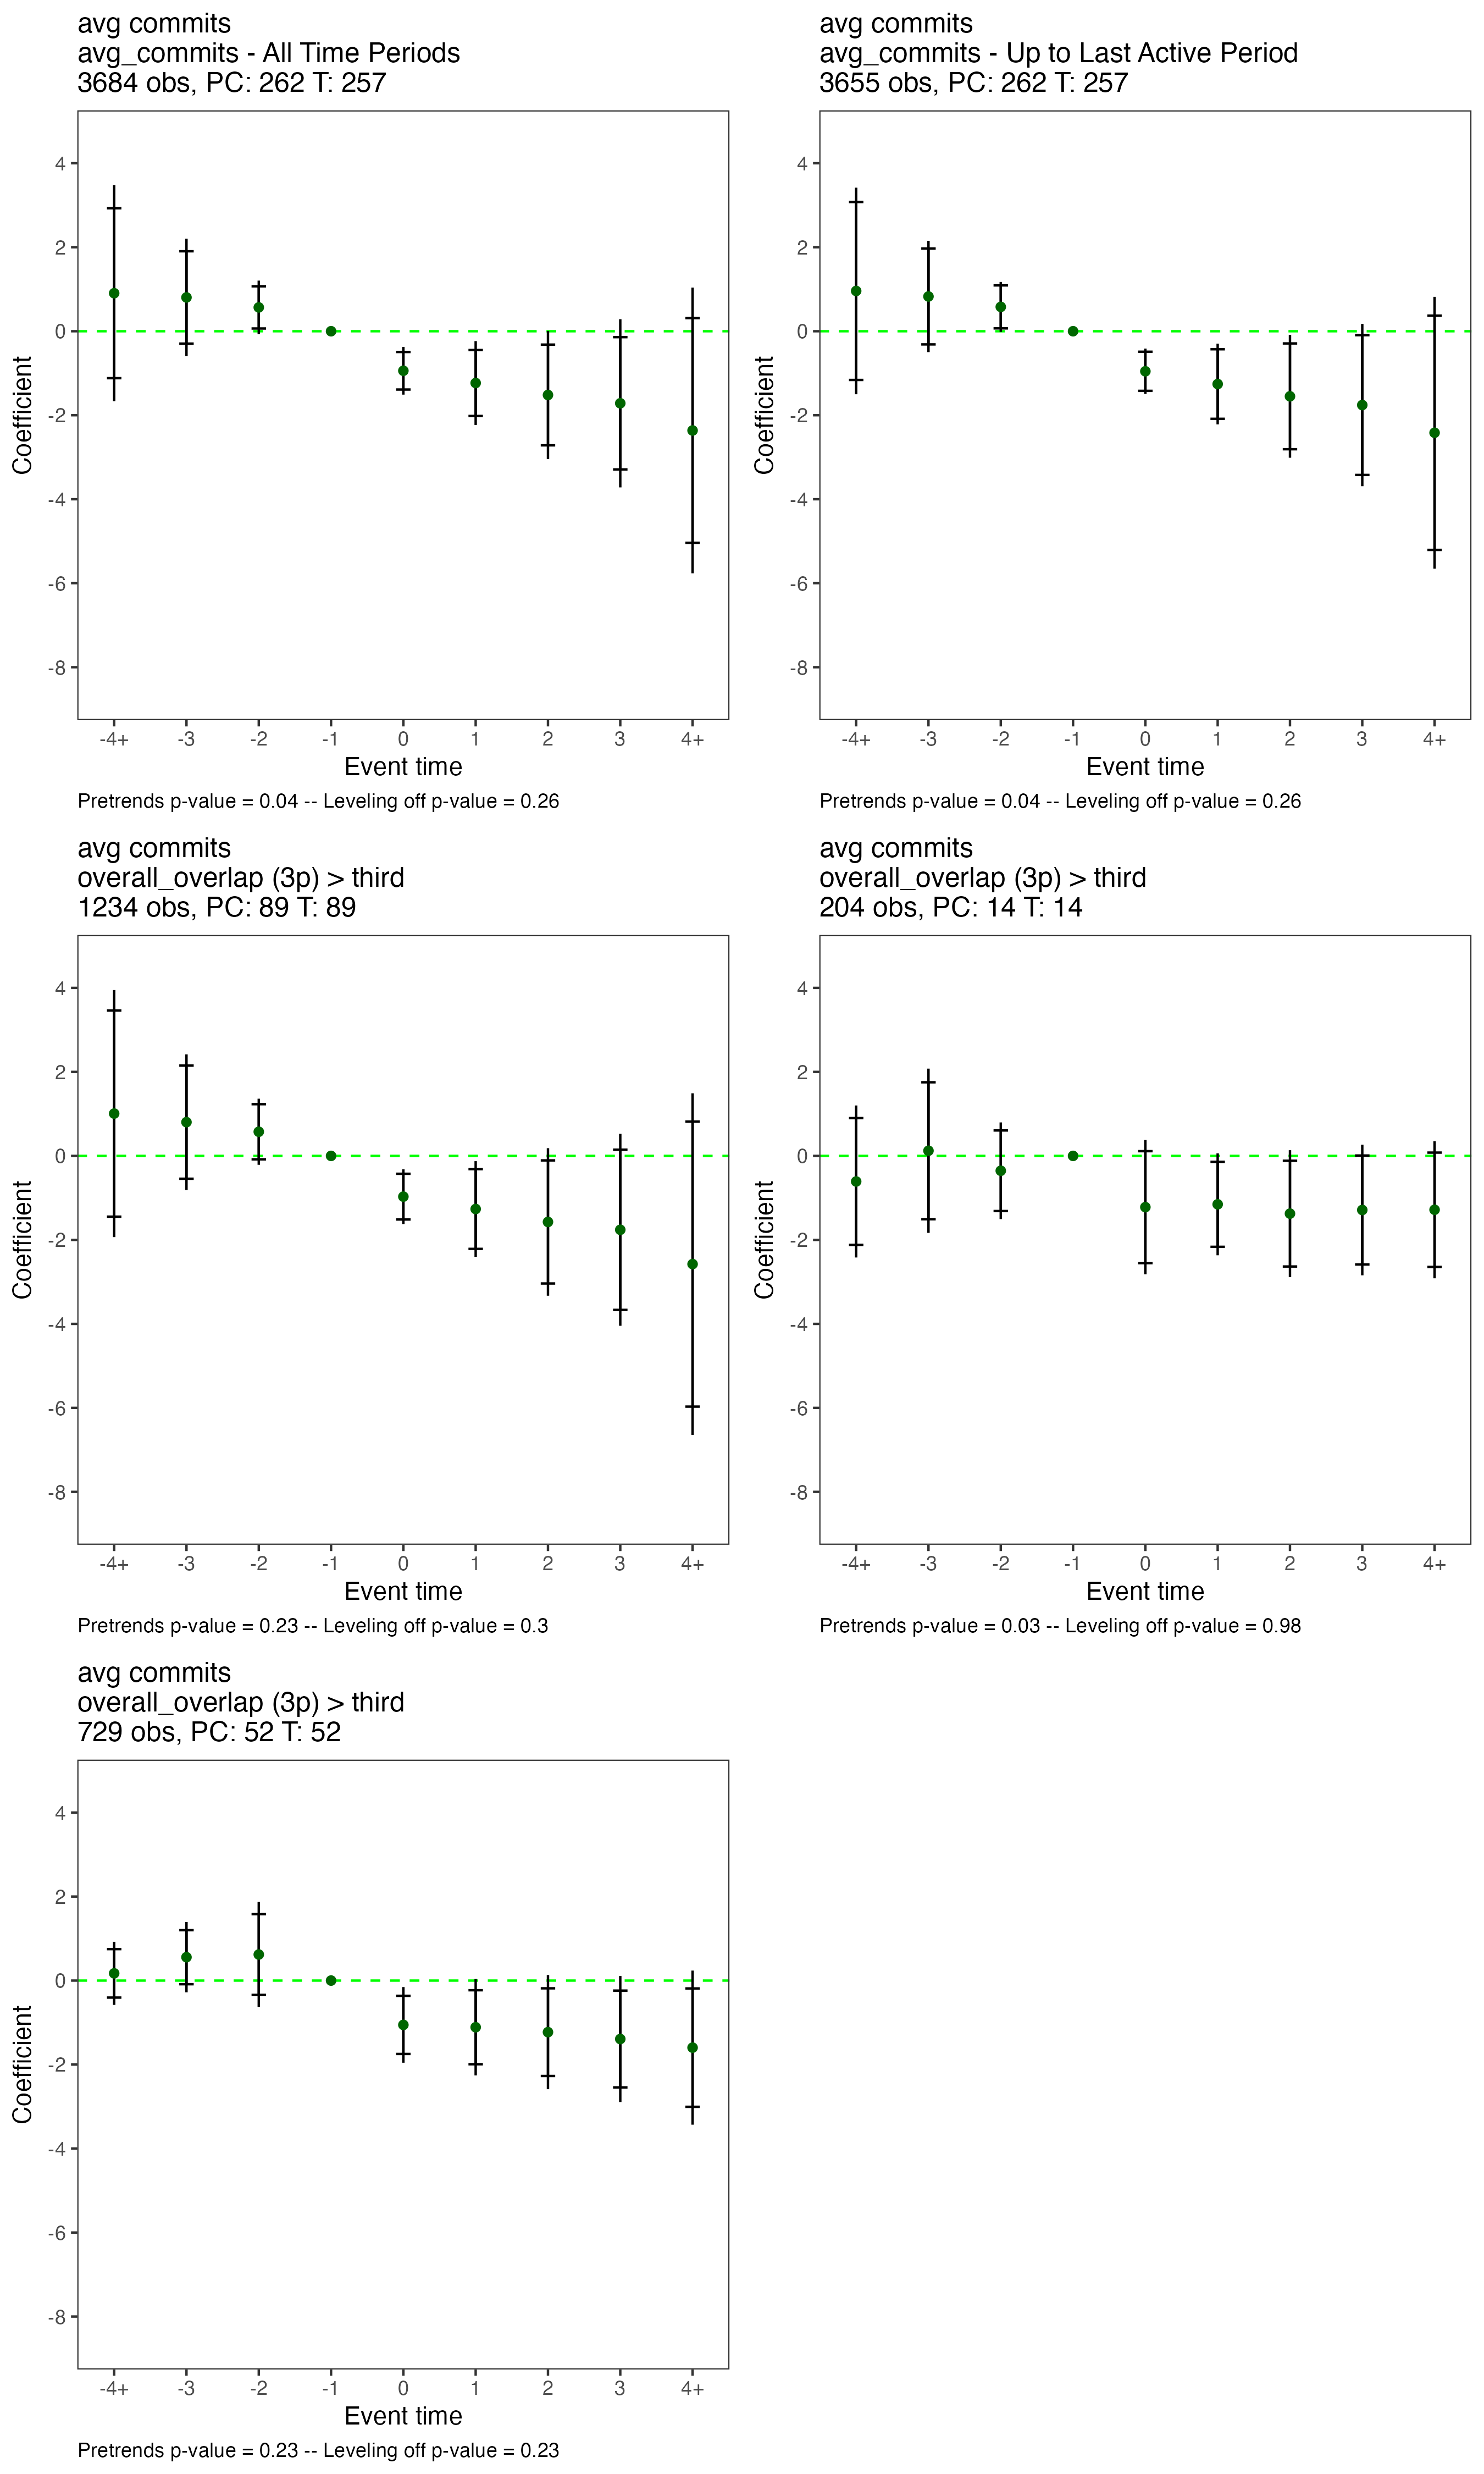 avg commits
avg_commits - All Time Periods
3684 obs, PC: 262 T: 257
4
2
0
-2
-4
-6
-8
Coefficient
-4+ -3 -2 -1 0 1 2 3 4+
Event time
Pretrends p-value = 0.04 -- Leveling off p-value = 0.26
avg commits
avg_commits - Up to Last Active Period
3655 obs, PC: 262 T: 257
4
2
0
-2
-4
-6
-8
Coefficient
-4+ -3 -2 -1 0 1 2 3 4+
Event time
Pretrends p-value = 0.04 -- Leveling off p-value = 0.26
avg commits
overall_overlap (3p) > third
1234 obs, PC: 89 T: 89
4
2
0
-2
-4
-6
-8
Coefficient
-4+ -3 -2 -1 0 1 2 3 4+
Event time
Pretrends p-value = 0.23 -- Leveling off p-value = 0.3
avg commits
overall_overlap (3p) > third
204 obs, PC: 14 T: 14
4
2
0
-2
-4
-6
-8
Coefficient
-4+ -3 -2 -1 0 1 2 3 4+
Event time
Pretrends p-value = 0.03 -- Leveling off p-value = 0.98
avg commits
overall_overlap (3p) > third
729 obs, PC: 52 T: 52
4
2
0
-2
-4
-6
-8
Coefficient
-4+ -3 -2 -1 0 1 2 3 4+
Event time
Pretrends p-value = 0.23 -- Leveling off p-value = 0.23